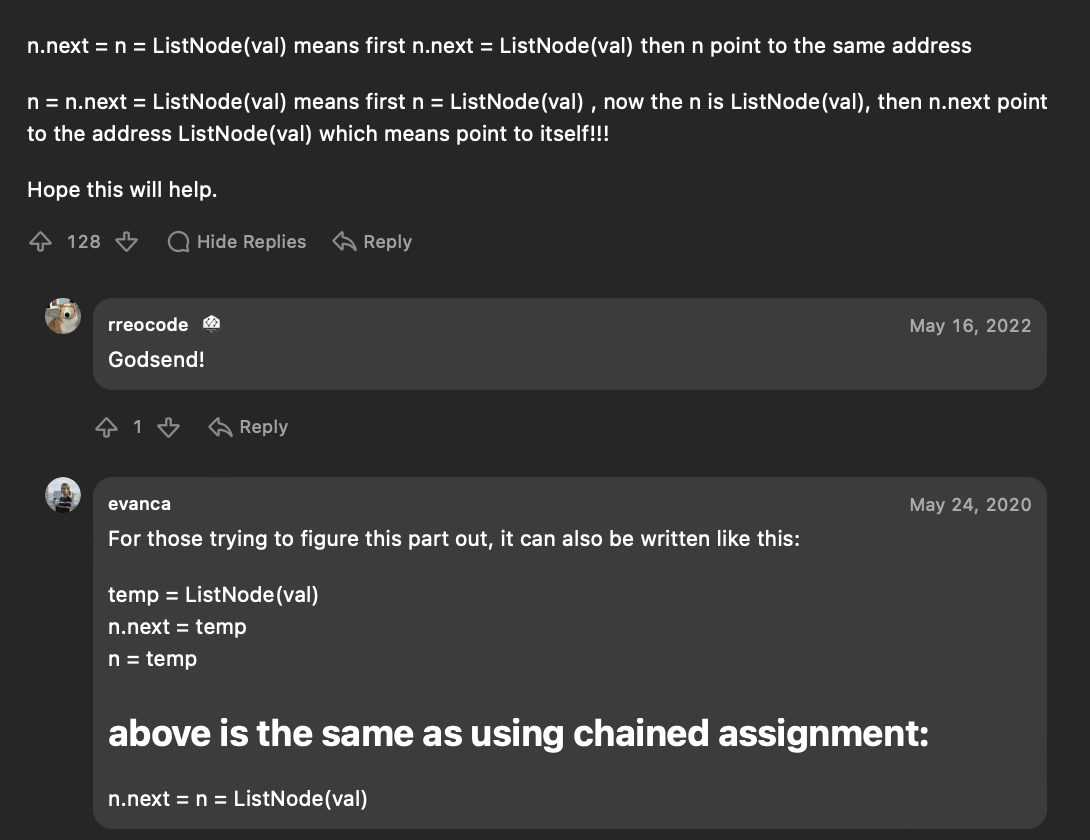 n.next = n = ListNode(val) means first n.next = ListNode(val) then n point to the same address
n = n.next = ListNode(val) means first n = ListNode(val) , now the n is ListNode(val), then n.next point
to the address ListNode(val) which means point to itself!!!
Hope this will help.
128 Hide Replies Reply
rreocode May 16, 2022
Godsend!
1 Reply
evanca May 24, 2020
For those trying to figure this part out, it can also be written like this:
temp = ListNode(val)
n.next = temp
n = temp
above is the same as using chained assignment:
n.next = n = ListNode(val)